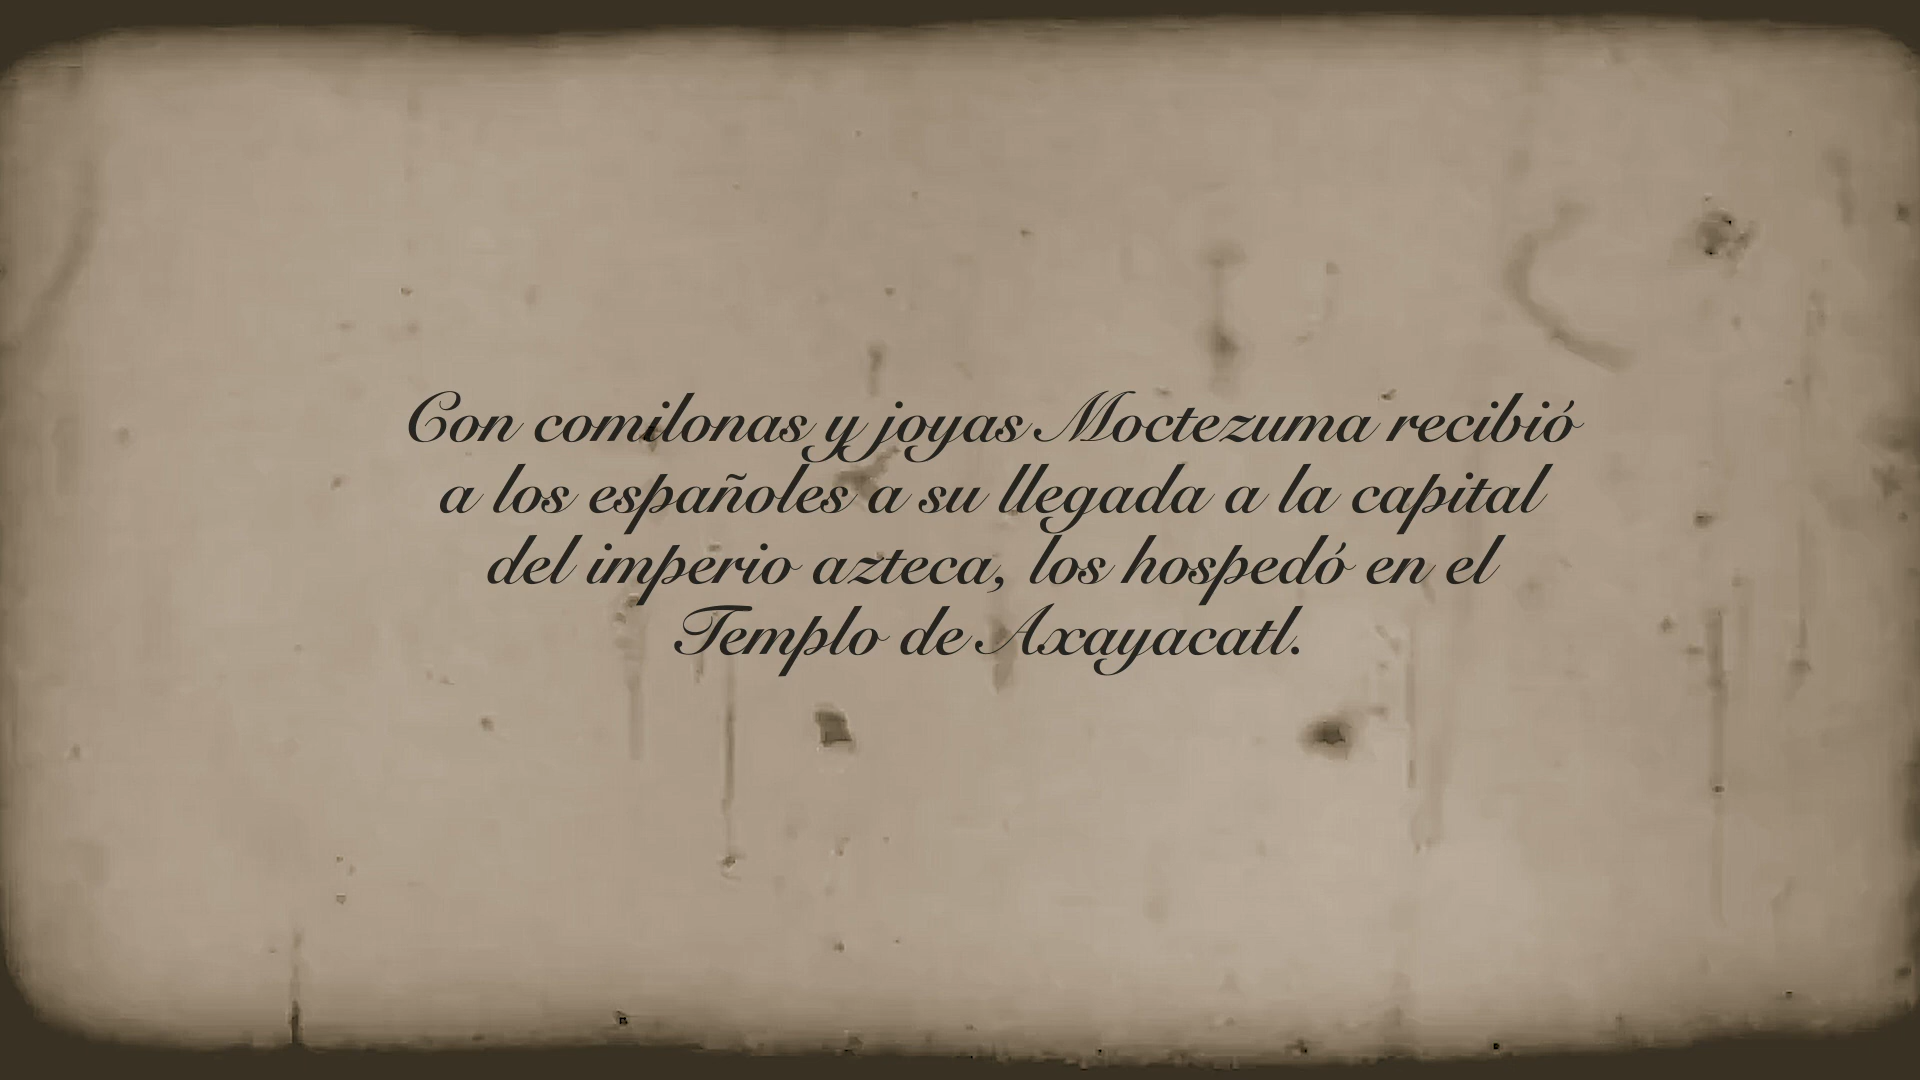 Con comilonas y joyas Moctezuma recibió
a los españoles a su llegada a la capital
del imperio azteca, los hospedó en el
Templo de Axayacatl.